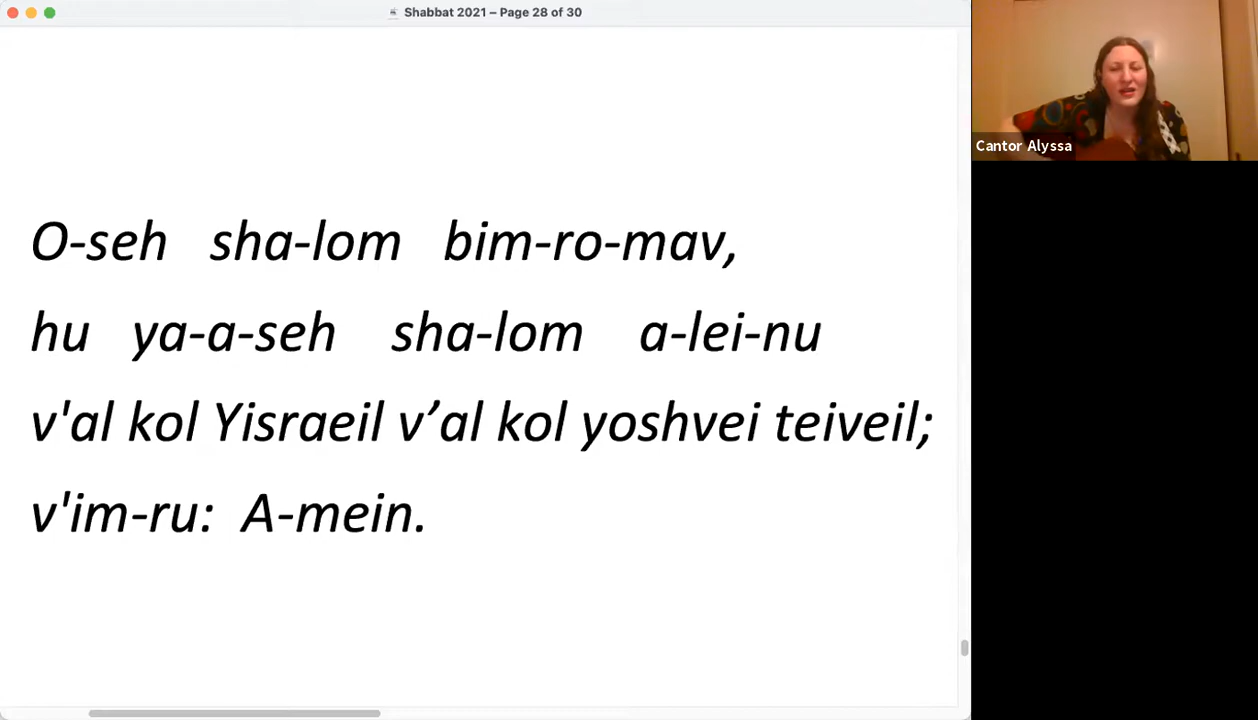 Shabbat 2021 – Page 28 of 30
Cantor Alyssa
O-seh sha-lom bim-ro-mav,
hu ya-a-seh sha-lom a-lei-nu
v'al kol Yisraeil v’al kol yoshvei teiveil;
v'im-ru: A-mein.